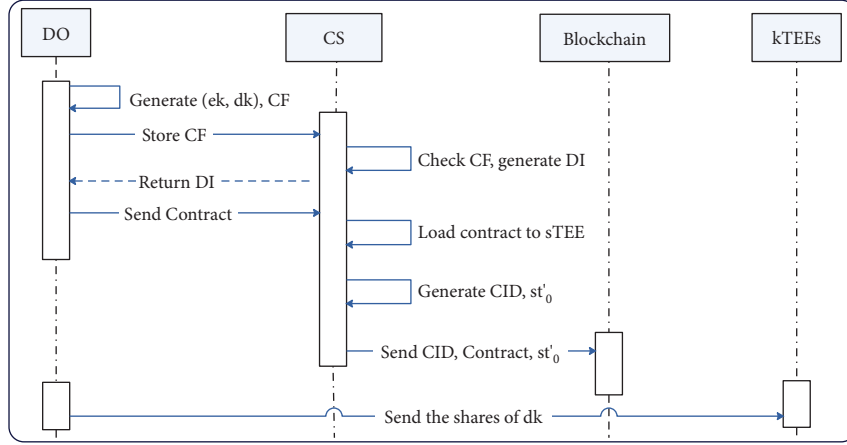 DO
CS
Blockchain
kTEEs
Generate (ek, dk), CF
Store CF
Check CF, generate DI
Return DI
Send Contract
Load contract to sTEE
Generate CID, st'₀
Send CID, Contract, st'₀
Send the shares of dk